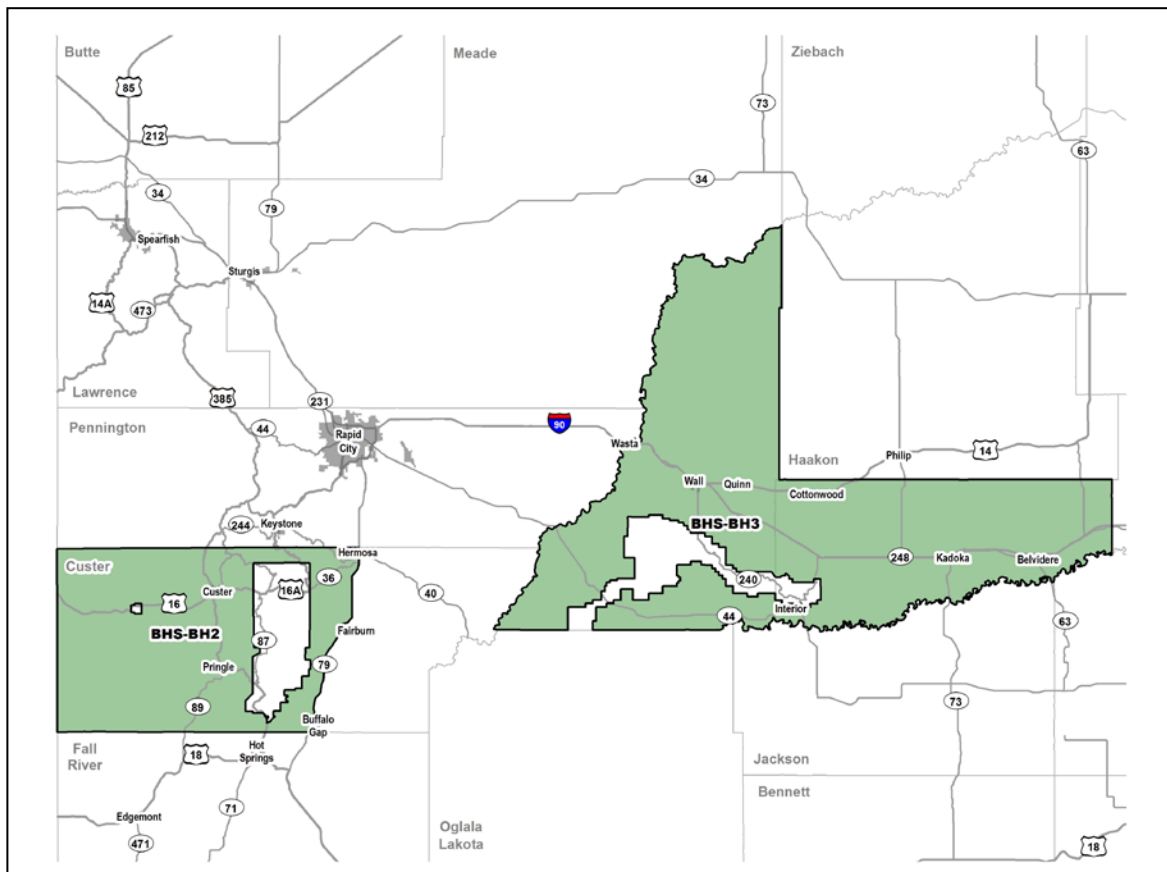 Butte
Meade
Ziebach
85
73
212
63
34
34
79
Spearfish
Sturgis
14A
473
Lawrence
385
231
Pennington
44
Rapid
City
90
Wasta
Philip
14
Haakon
Wall
Quinn
Cottonwood
BHS-BH3
244
Keystone
Hermosa
248
Kadoka
Belvidere
Custer
36
240
16A
Custer
16
40
Interior
44
BHS-BH2
Fairburn
63
87
Pringle
79
89
73
Buffalo
Gap
Fall
River
Hot
Springs
18
Jackson
Bennett
71
Edgemont
Oglala
Lakota
471
18